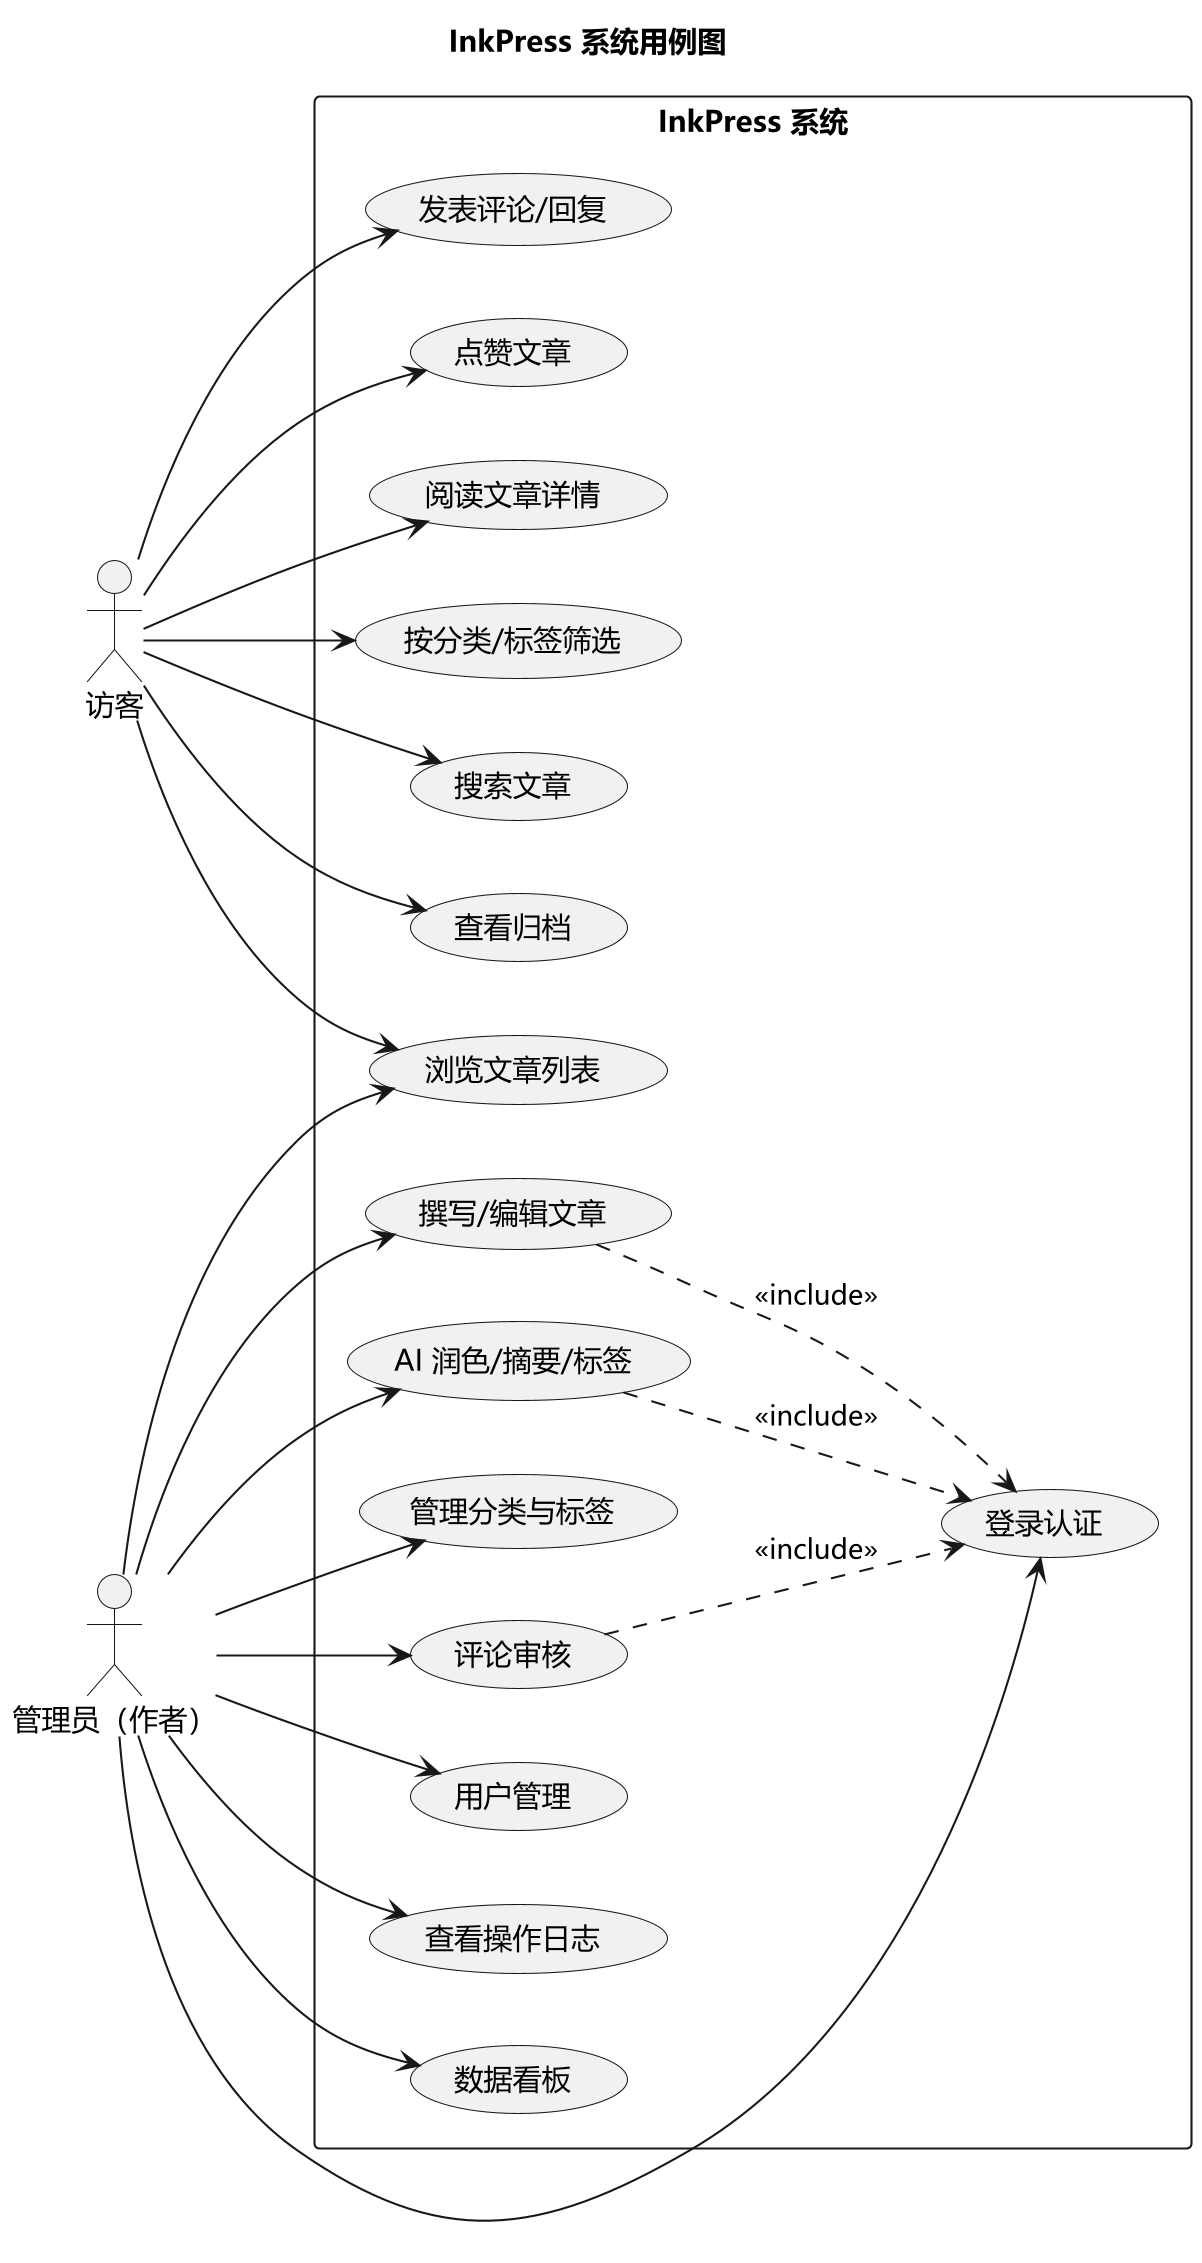 InkPress 系统用例图
InkPress 系统
发表评论/回复
点赞文章
阅读文章详情
按分类/标签筛选
访客
搜索文章
查看归档
浏览文章列表
撰写/编辑文章
«include»
AI 润色/摘要/标签
«include»
管理分类与标签
登录认证
«include»
评论审核
管理员（作者）
用户管理
查看操作日志
数据看板